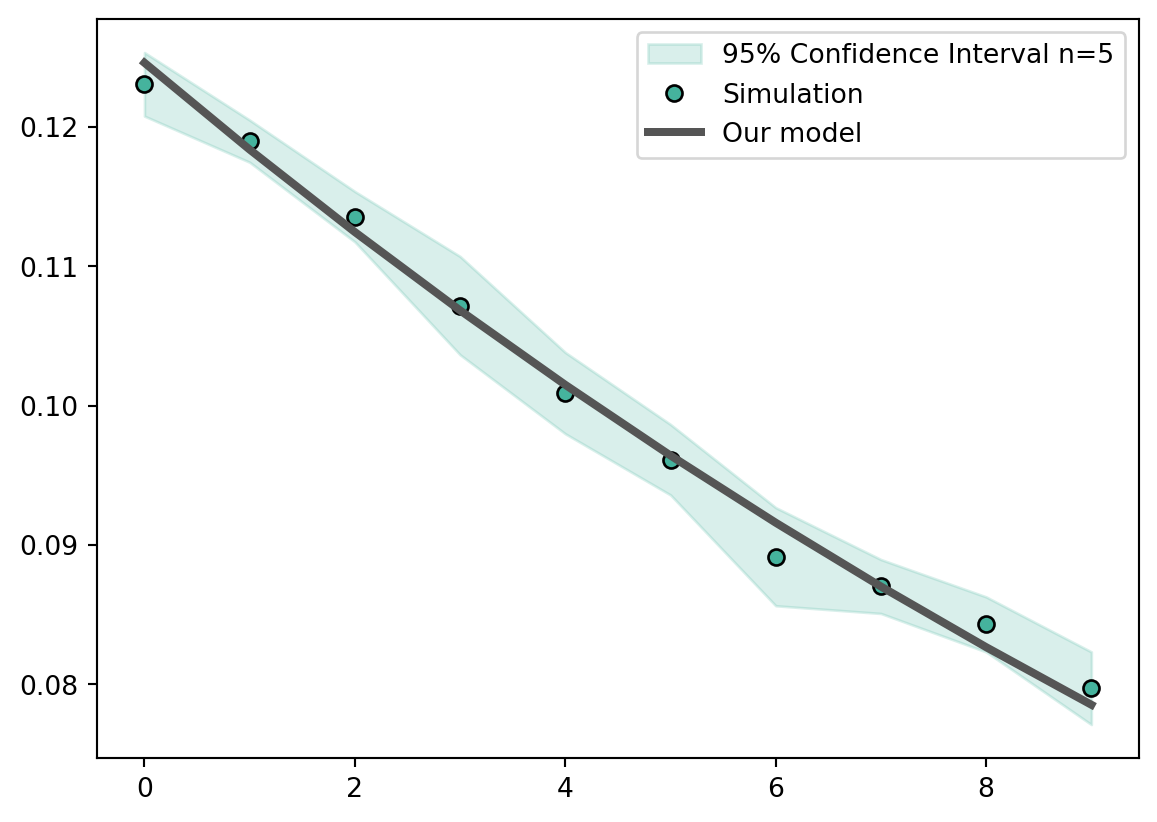 95% Confidence Interval n=5
Simulation
Our model
0.12
0.11
0.10
0.09
0.08
0 2 4 6 8